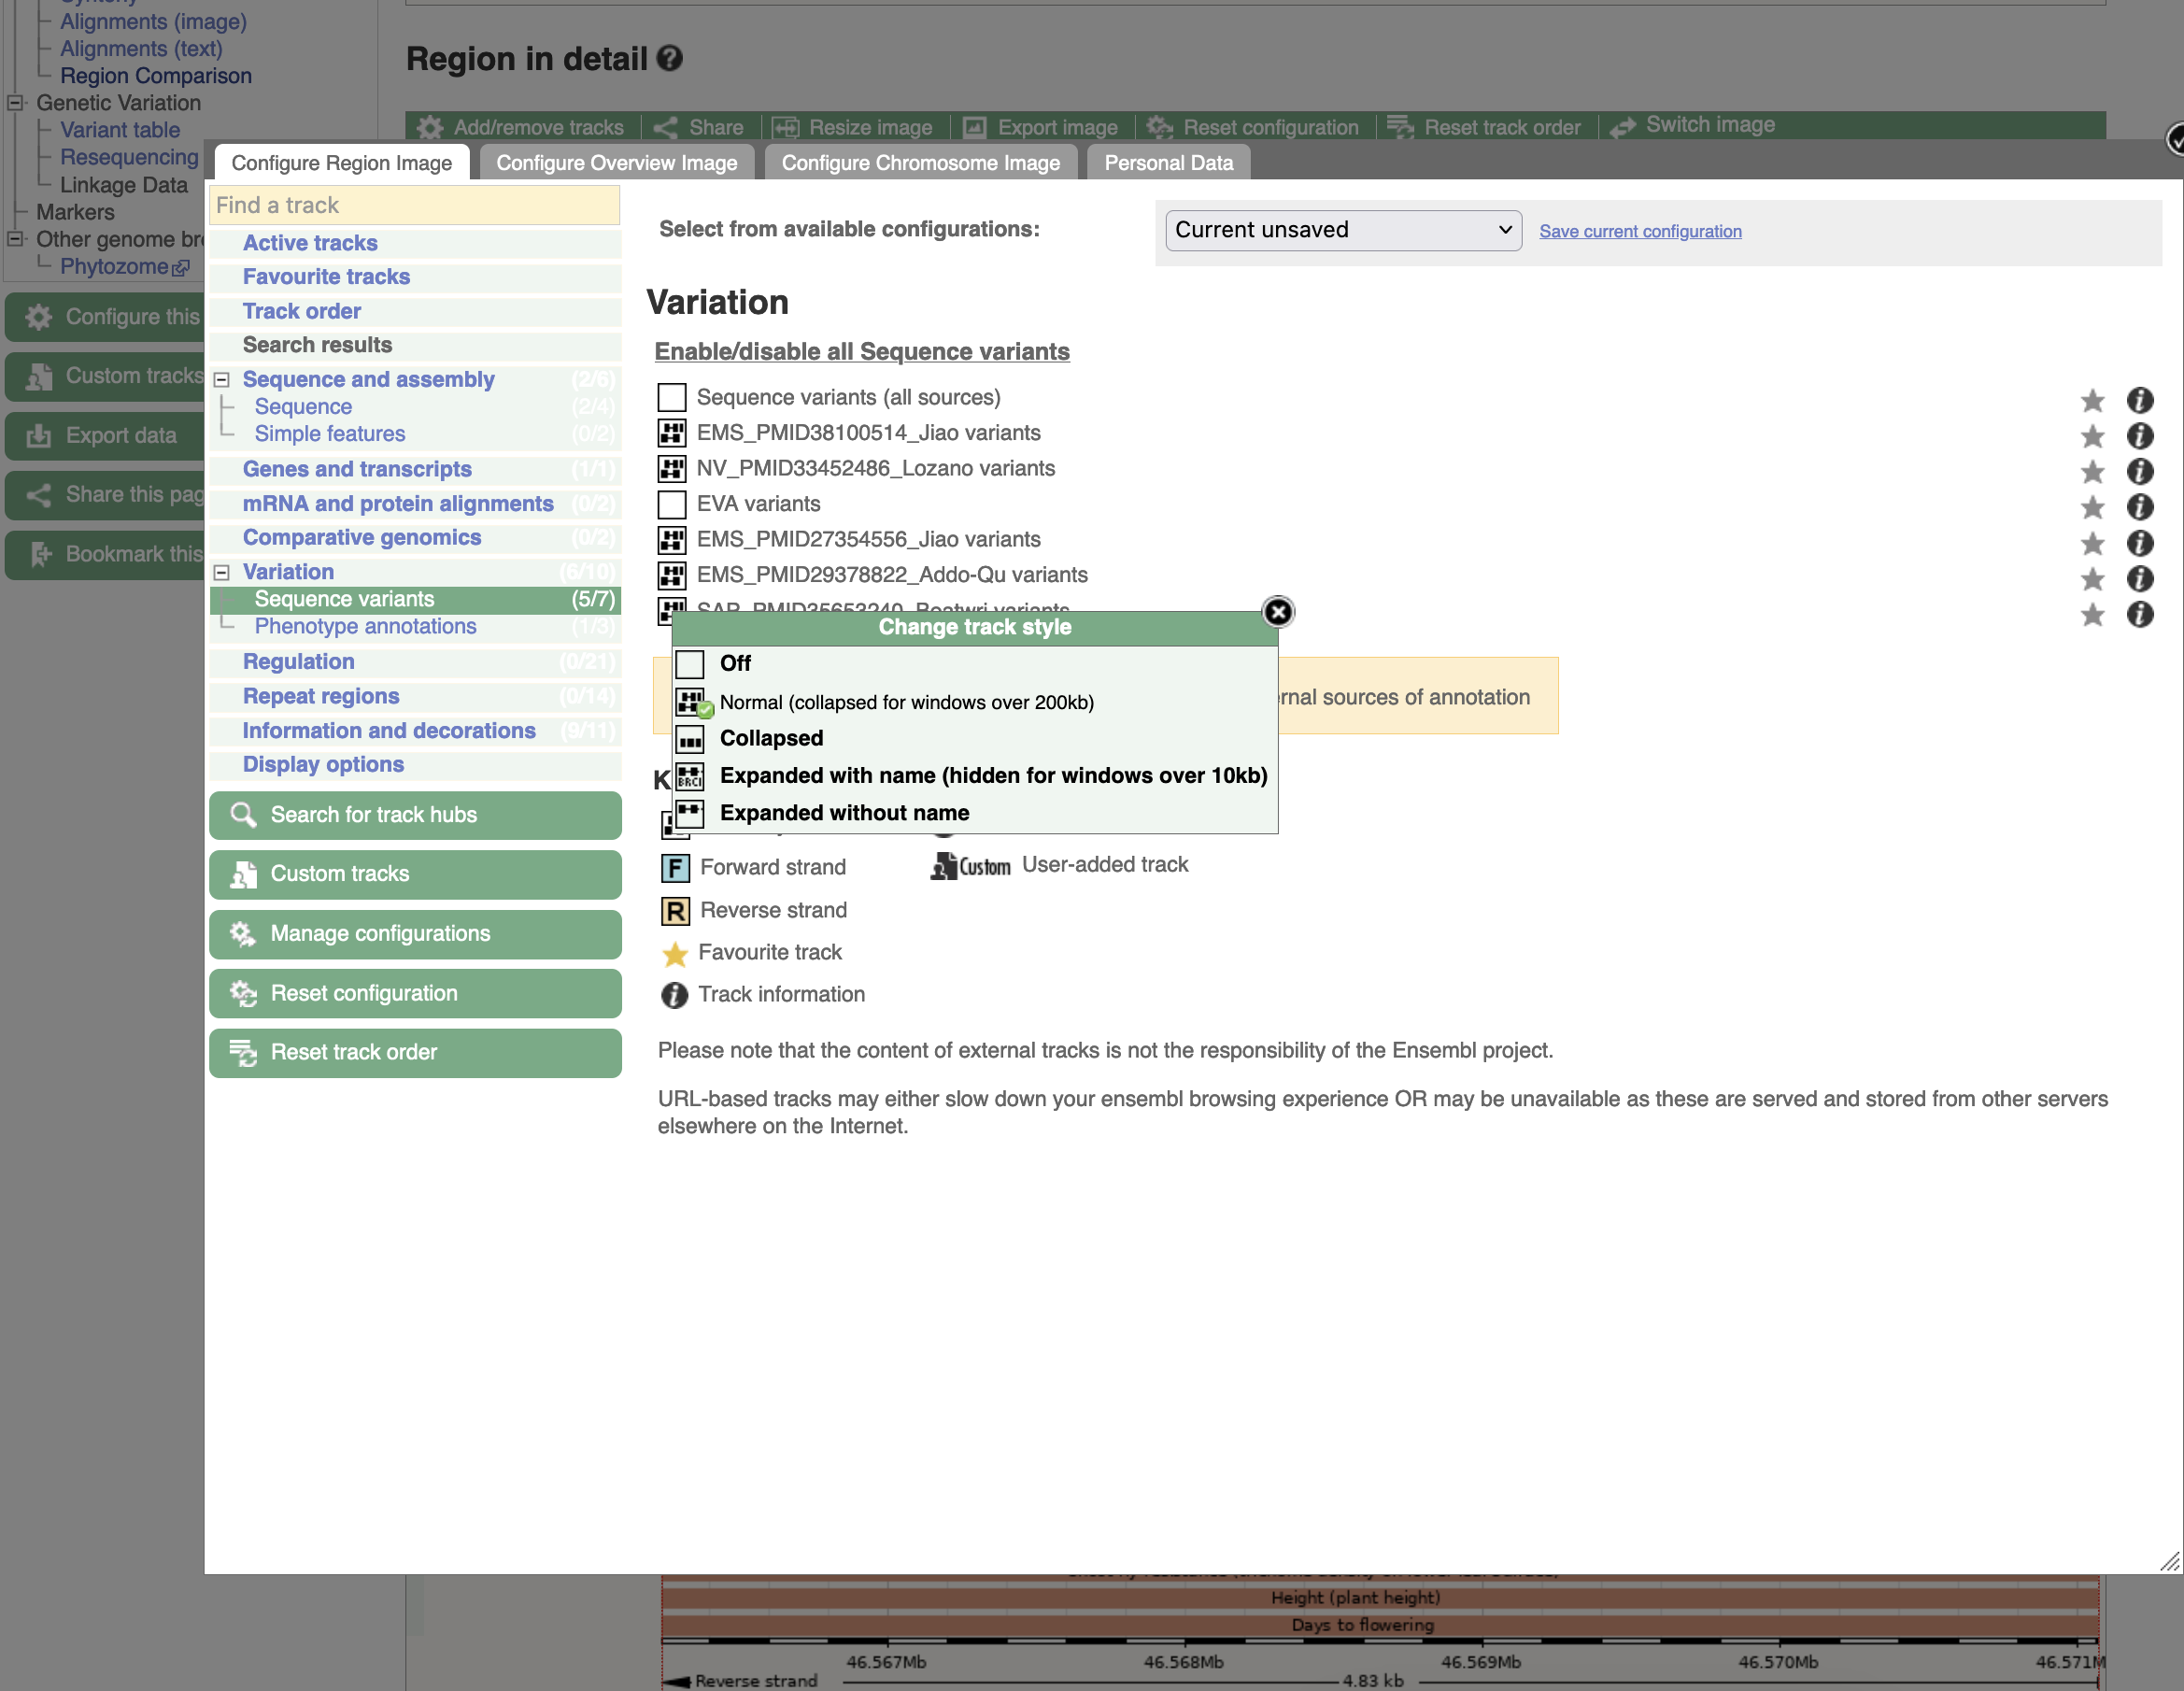 Alignments (image)
Alignments (text)
Region Comparison
Genetic Variation
Variant table
Resequencing
Linkage Data
Markers
Other genome br
Phytozome
Configure this
Custom tracks
Export data
Share this pag
Bookmark this
Region in detail
Add/remove tracks
Share
Resize image
Export image
Reset configuration
Reset track order
Switch image
Configure Region Image
Configure Overview Image
Configure Chromosome Image
Personal Data
Find a track
Active tracks
Favourite tracks
Track order
Search results
Sequence and assembly (2/6)
Sequence (2/4)
Simple features (0/2)
Genes and transcripts (1/1)
mRNA and protein alignments (0/2)
Comparative genomics (0/2)
Variation (6/10)
Sequence variants (5/7)
Phenotype annotations (1/3)
Regulation (0/21)
Repeat regions (0/14)
Information and decorations (9/11)
Display options
Search for track hubs
Custom tracks
Manage configurations
Reset configuration
Reset track order
Select from available configurations:
Current unsaved
Save current configuration
Variation
Enable/disable all Sequence variants
Sequence variants (all sources)
EMS_PMID38100514_Jiao variants
NV_PMID33452486_Lozano variants
EVA variants
EMS_PMID27354556_Jiao variants
EMS_PMID29378822_Addo-Qu variants
SAP_PMID35653240_Boatwri variants
Change track style
Off
Normal (collapsed for windows over 200kb)
Collapsed
BRCI Expanded with name (hidden for windows over 10kb)
Expanded without name
rnal sources of annotation
K
F Forward strand
Custom User-added track
R Reverse strand
Favourite track
Track information
Please note that the content of external tracks is not the responsibility of the Ensembl project.
URL-based tracks may either slow down your ensembl browsing experience OR may be unavailable as these are served and stored from other servers
elsewhere on the Internet.
Height (plant height)
Days to flowering
46.567Mb
46.568Mb
46.569Mb
46.570Mb
46.571M
Reverse strand
4.83 kb